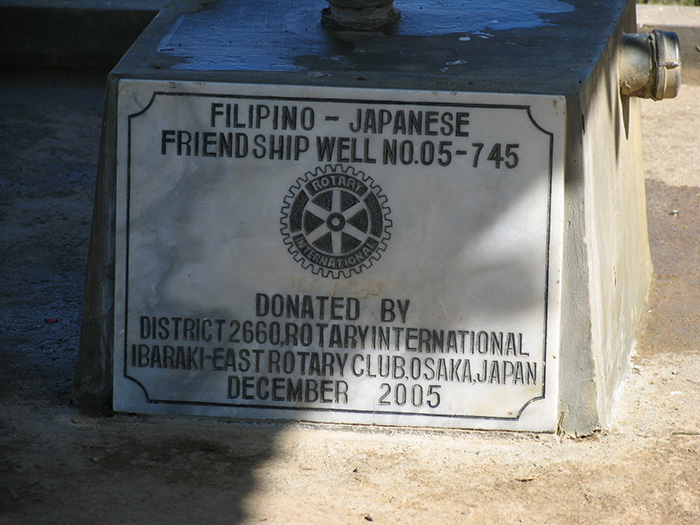 FILIPINO - JAPANESE
FRIENDSHIP WELL NO.05-745
ROTARY
INTERNATIONAL
DONATED BY
DISTRICT 2660, ROTARY INTERNATIONAL
IBARAKI-EAST ROTARY CLUB, OSAKA, JAPAN
DECEMBER 2005